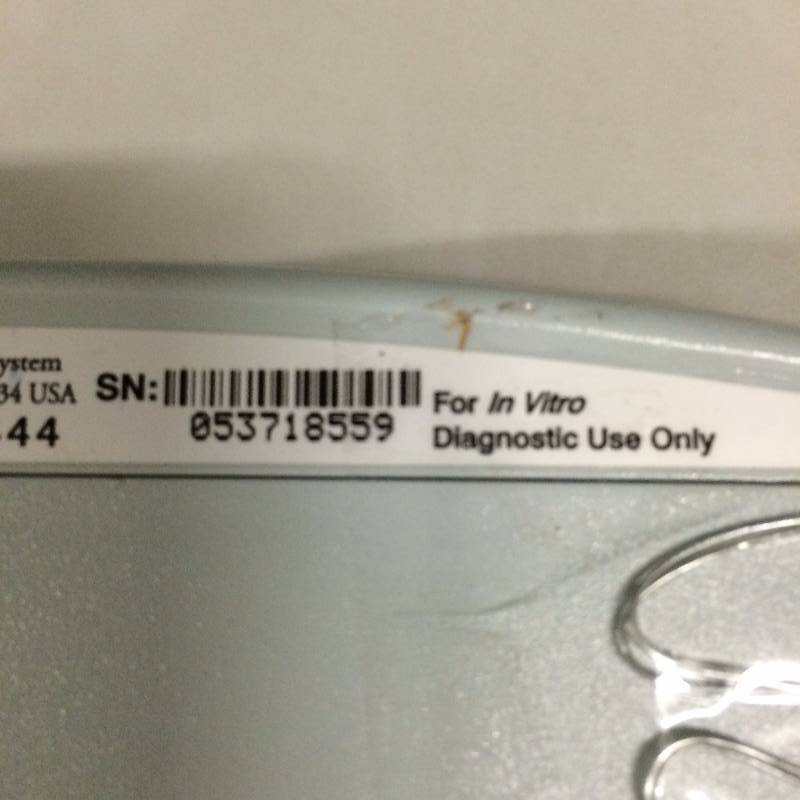 ystem
34 USA
44
SN:
053718559
For In Vitro
Diagnostic Use Only